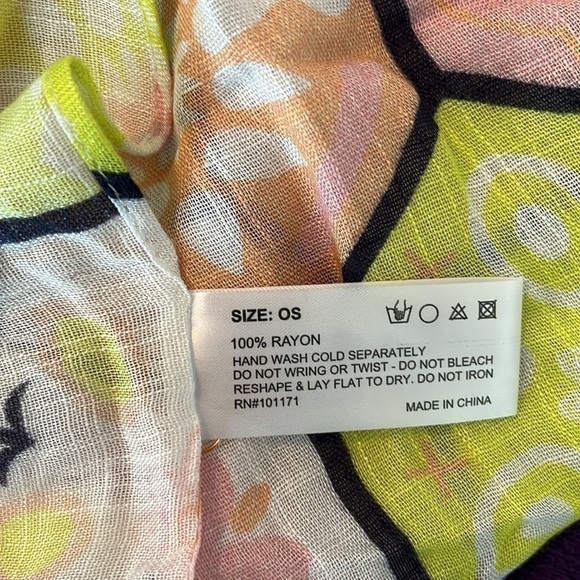 SIZE: OS
100% RAYON
HAND WASH COLD SEPARATELY
DO NOT WRING OR TWIST - DO NOT BLEACH
RESHAPE & LAY FLAT TO DRY. DO NOT IRON
RN#101171
MADE IN CHINA